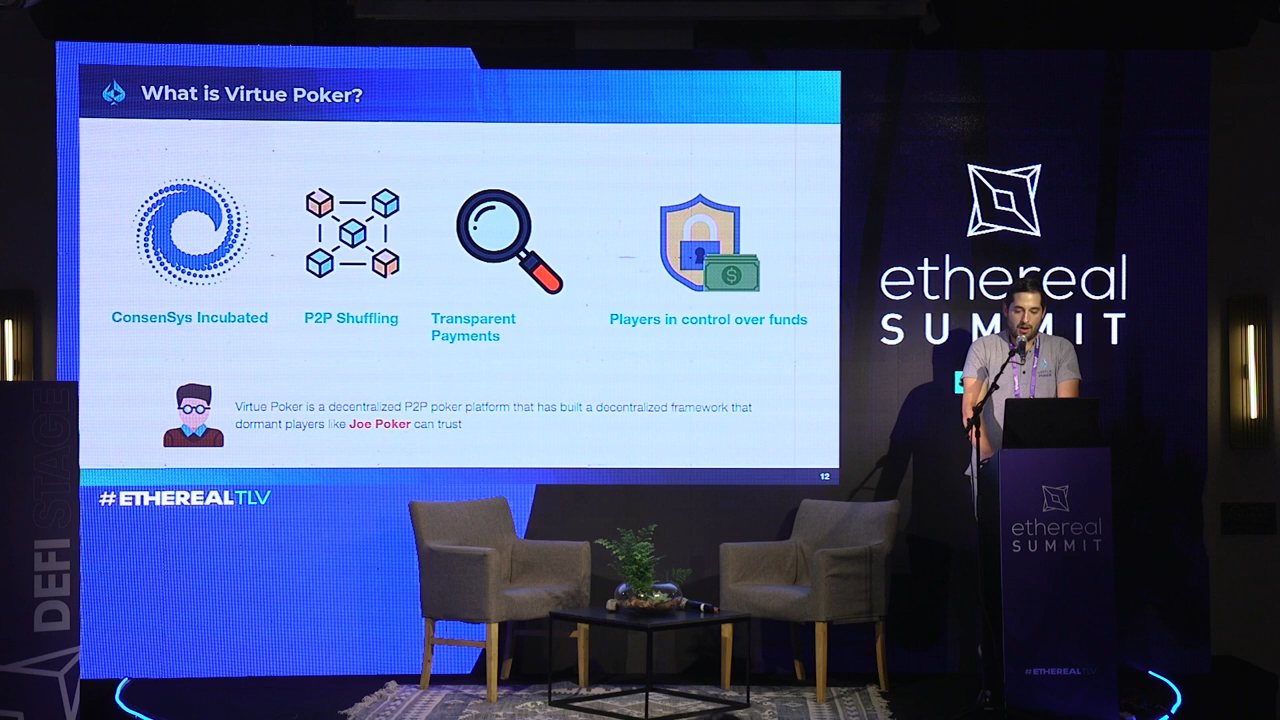 What is Virtue Poker?
ConsenSys Incubated
P2P Shuffling
Transparent
Payments
Players in control over funds
Virtue Poker is a decentralized P2P poker platform that has built a decentralized framework that
dormant players like Joe Poker can trust
12
#ETHEREALTLV
ethereal
SUMMIT
DEFI STAGE
ethereal
SUMMIT
#ETHEREALTLV